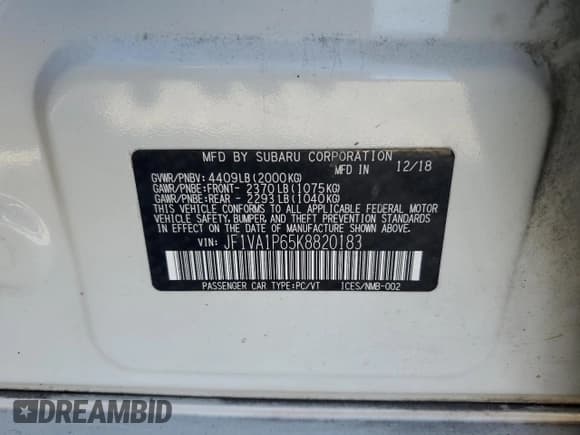 MFD BY SUBARU CORPORATION
MFD IN 12/18
GVWR/PNBV: 4409LB(2000KG)
GAWR/PNBE:FRONT- 2370LB(1075KG)
GAWR/PNBE:REAR - 2293LB(1040KG)
THIS VEHICLE CONFORMS TO ALL APPLICABLE FEDERAL MOTOR
VEHICLE SAFETY, BUMPER, AND THEFT PREVENTION STANDARDS
IN EFFECT ON THE DATE OF MANUFACTURE SHOWN ABOVE.
VIN: JF1VA1P65K8820183
PASSENGER CAR TYPE:PC/VT ICES/NMB-002
DREAMBID